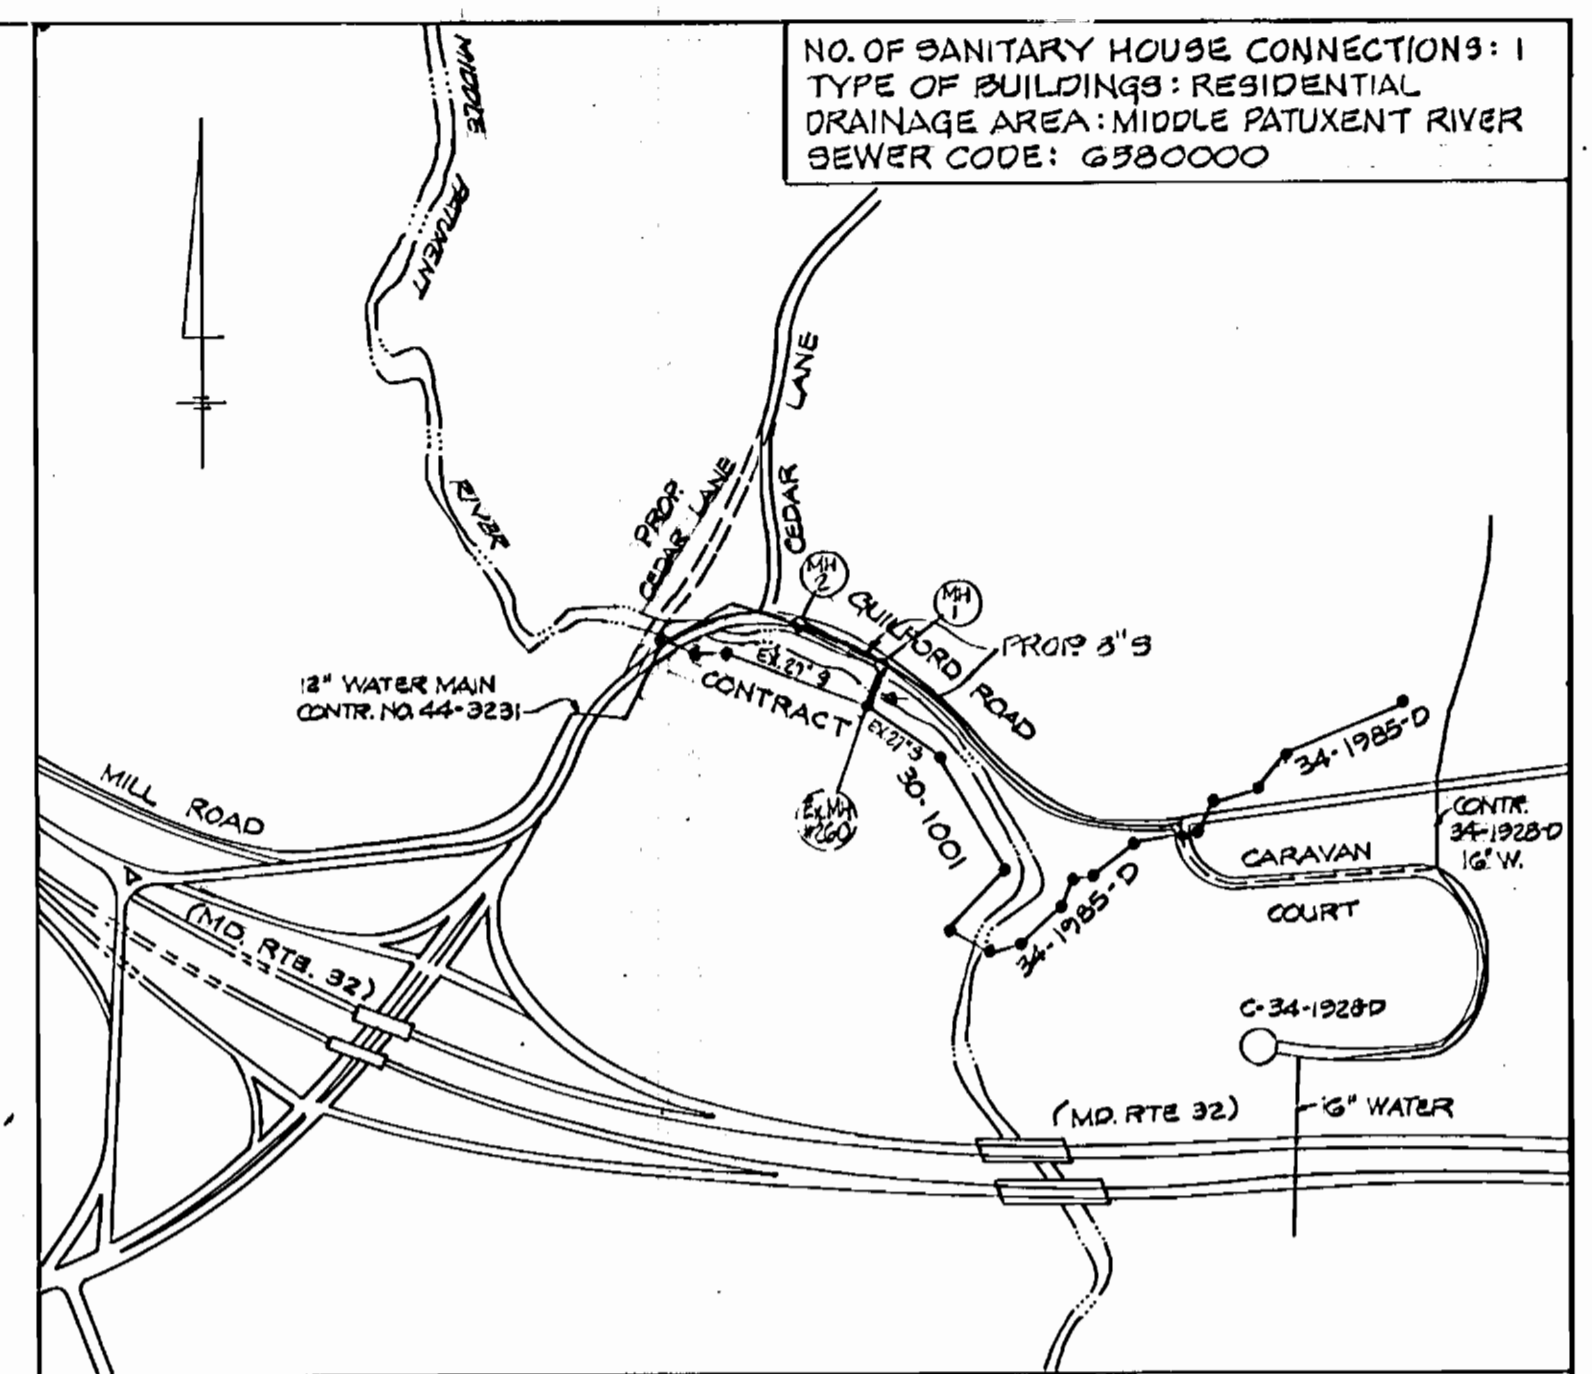 NO. OF SANITARY HOUSE CONNECTIONS: 1
TYPE OF BUILDINGS: RESIDENTIAL
DRAINAGE AREA: MIDDLE PATUXENT RIVER
SEWER CODE: 6580000
MIDDLE
PATUXENT
RIVER
CEDAR LANE
PROP.
CEDAR LANE
CEDAR
MH
2
MH
1
GUILFORD ROAD
PROP. 8" S
EX. 27" S
CONTRACT
EX. 27" S
30-1001
12" WATER MAIN
CONTR. NO. 44-3231
EX. MH
#260
34-1985-D
MILL ROAD
CONTR.
34-1928-D
16" W.
CARAVAN
COURT
34-1985-D
(MD. RTE. 32)
C-34-1928-D
(MD. RTE 32)
16" WATER